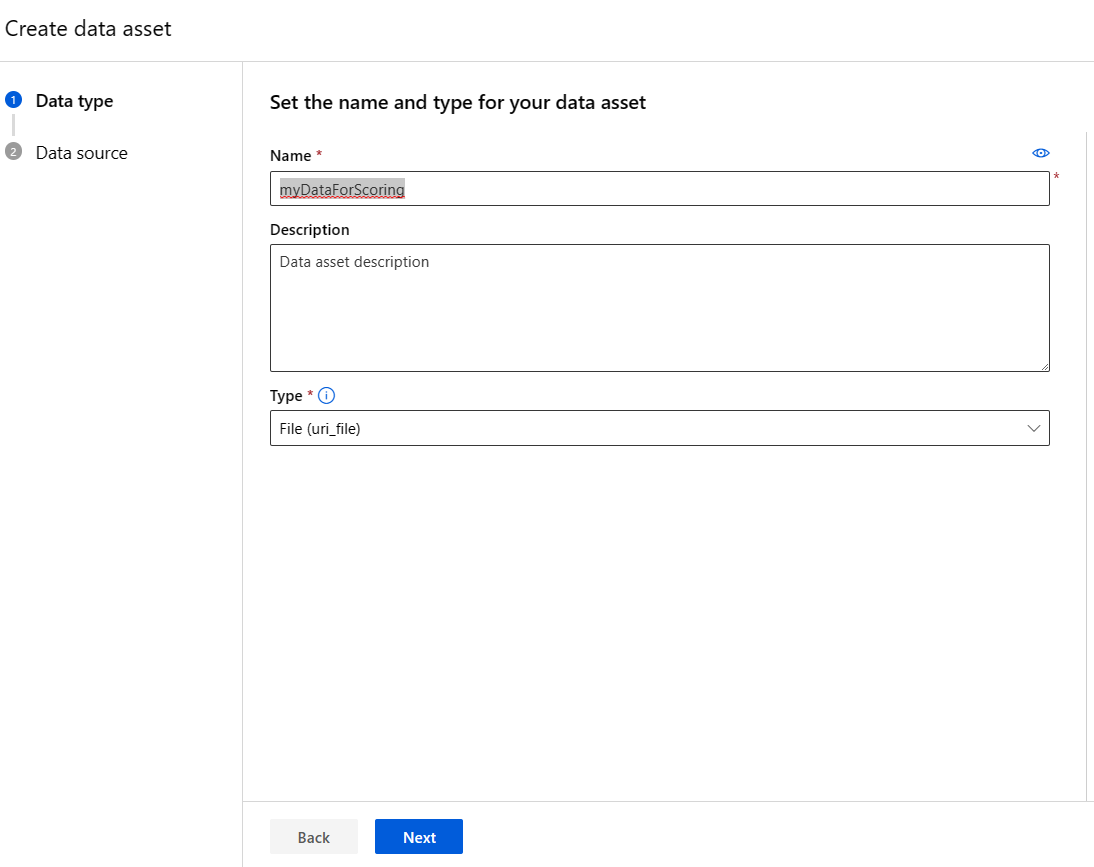 Create data asset
1 Data type
2 Data source
Set the name and type for your data asset
Name *
myDataForScoring *
Description
Data asset description
Type * i
File (uri_file)
Back Next